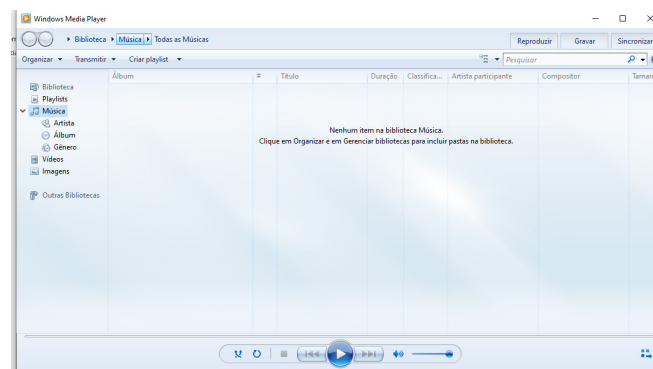 Windows Media Player
Biblioteca Música Todas as Músicas
Reproduzir Gravar Sincronizar
Organizar Transmitir Criar playlist Pesquisar
Álbum # Título Duração Classifica... Artista participante Compositor
Biblioteca
Playlists
Música
Artista
Álbum
Gênero
Vídeos
Imagens
Outras Bibliotecas
Nenhum item na biblioteca Música.
Clique em Organizar e em Gerenciar bibliotecas para incluir pastas na biblioteca.